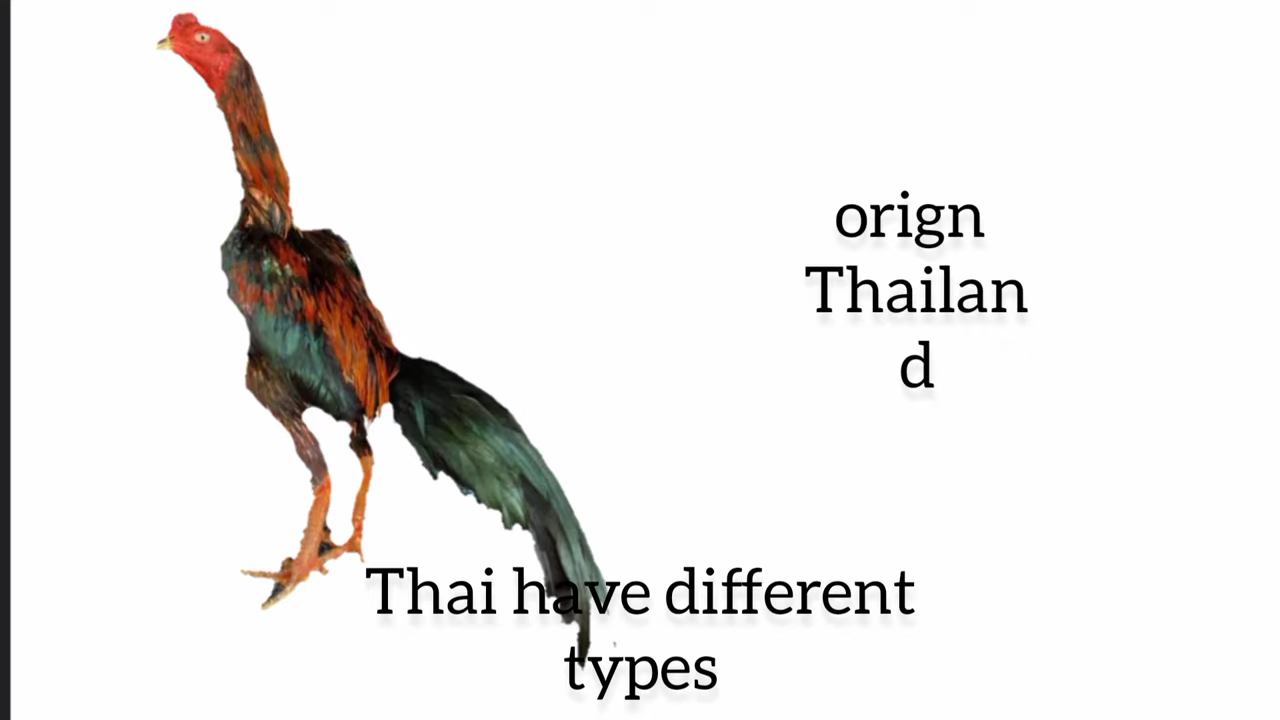 orign
Thailan
d
Thai have different
types